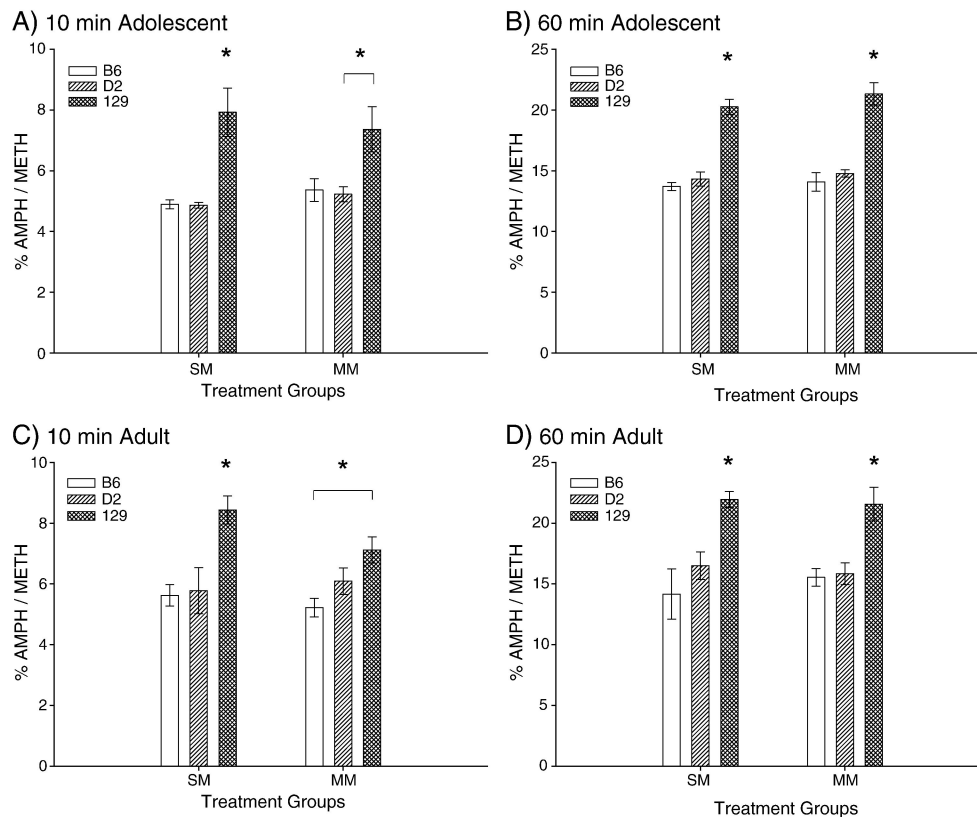 A) 10 min Adolescent
10
8
6
4
2
0
% AMPH / METH
B6
D2
129
*
*
SM
MM
Treatment Groups
B) 60 min Adolescent
25
20
15
10
5
0
% AMPH / METH
B6
D2
129
*
*
SM
MM
Treatment Groups
C) 10 min Adult
10
8
6
4
2
0
% AMPH / METH
B6
D2
129
*
*
SM
MM
Treatment Groups
D) 60 min Adult
25
20
15
10
5
0
% AMPH / METH
B6
D2
129
*
*
SM
MM
Treatment Groups